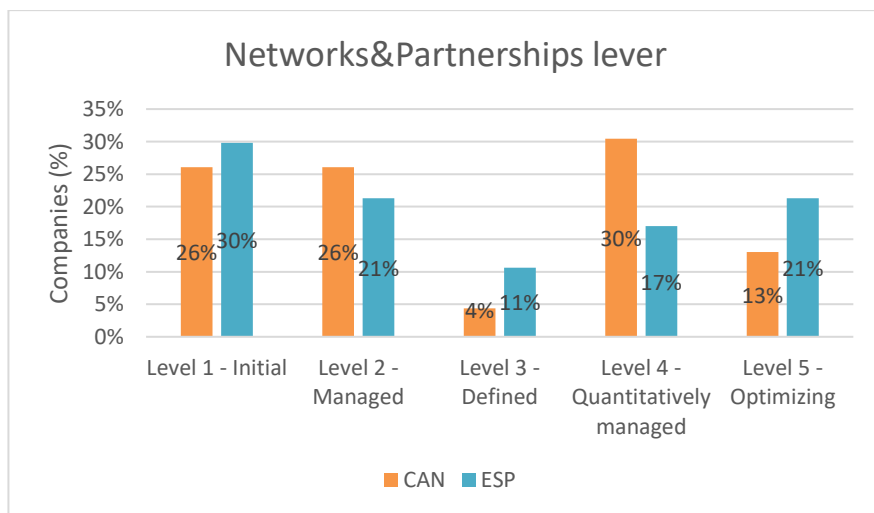 Networks&Partnerships lever
Companies (%)
35%
30%
25%
20%
15%
10%
5%
0%
26% 30%
26% 21%
4% 11%
30% 17%
13% 21%
Level 1 - Initial
Level 2 -
Managed
Level 3 -
Defined
Level 4 -
Quantitatively
managed
Level 5 -
Optimizing
CAN ESP